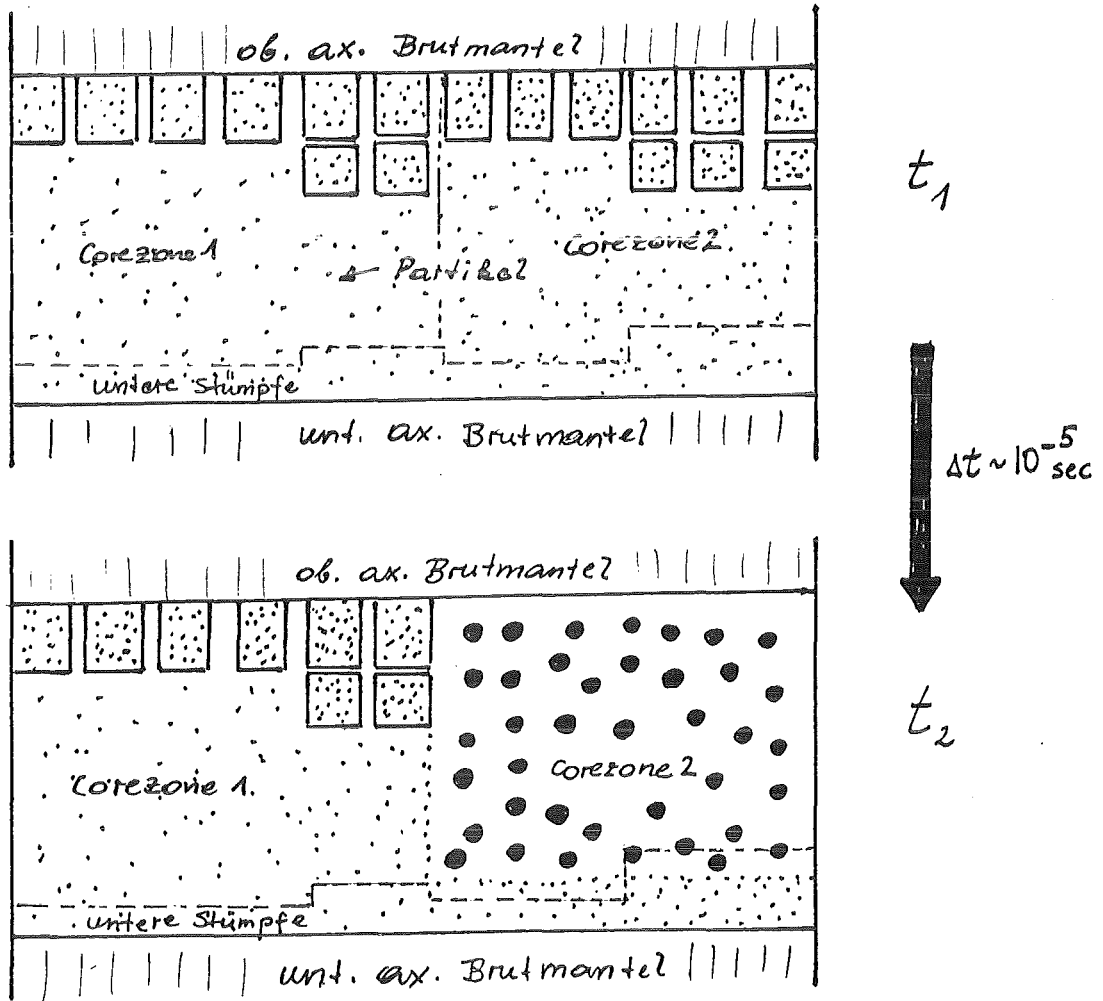 ob. ax. Brutmantel
t₁
Corezone 1
Corezone 2.
Partikel
untere Stümpfe
unt. ax. Brutmantel
Δt ~ 10⁻⁵ sec
ob. ax. Brutmantel
t₂
Corezone 1.
Corezone 2
untere Stümpfe
unt. ax. Brutmantel